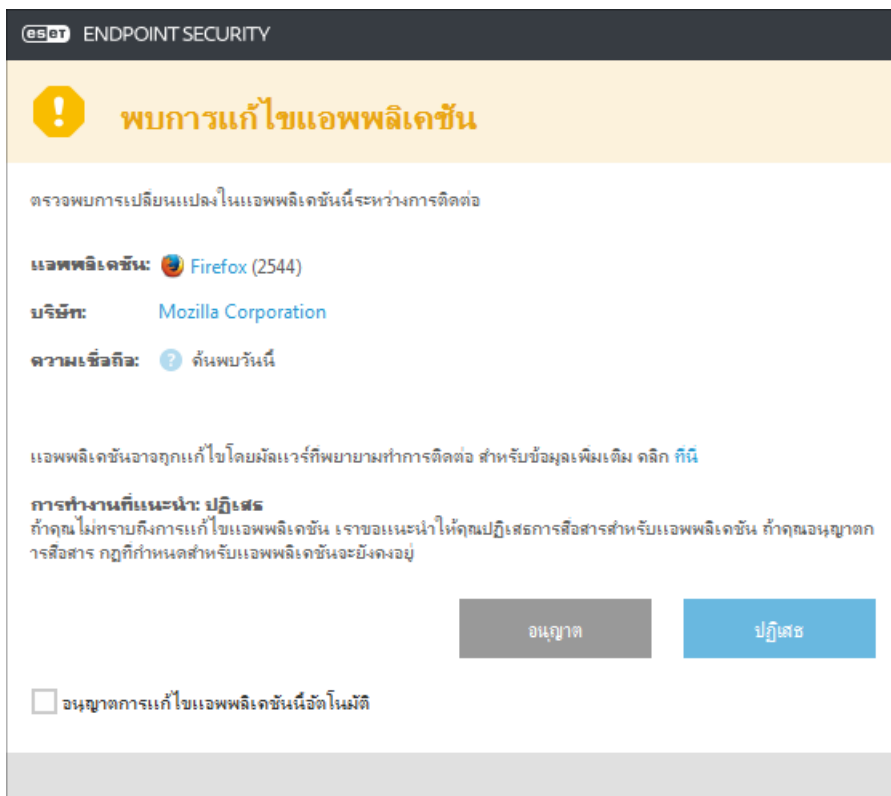 eset ENDPOINT SECURITY
พบการแก้ไขแอพพลิเคชัน
ตรวจพบการเปลี่ยนแปลงในแอพพลิเคชันนี้ระหว่างการติดต่อ
แอพพลิเคชัน: Firefox (2544)
บริษัท: Mozilla Corporation
ความเชื่อถือ: ? ค้นพบวันนี้
แอพพลิเคชันอาจถูกแก้ไขโดยมัลแวร์ที่พยายามทำการติดต่อ สำหรับข้อมูลเพิ่มเติม คลิก ที่นี่
การทำงานที่แนะนำ: ปฏิเสธ
ถ้าคุณไม่ทราบถึงการแก้ไขแอพพลิเคชัน เราขอแนะนำให้คุณปฏิเสธการสื่อสารสำหรับแอพพลิเคชัน ถ้าคุณอนุญาตก
ารสื่อสาร กฎที่กำหนดสำหรับแอพพลิเคชันจะยังคงอยู่
อนุญาต ปฏิเสธ
อนุญาตการแก้ไขแอพพลิเคชันนี้อัตโนมัติ